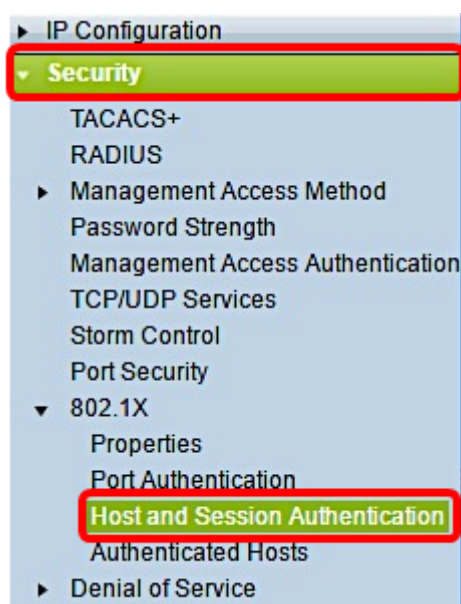 IP Configuration
Security
TACACS+
RADIUS
Management Access Method
Password Strength
Management Access Authentication
TCP/UDP Services
Storm Control
Port Security
802.1X
Properties
Port Authentication
Host and Session Authentication
Authenticated Hosts
Denial of Service